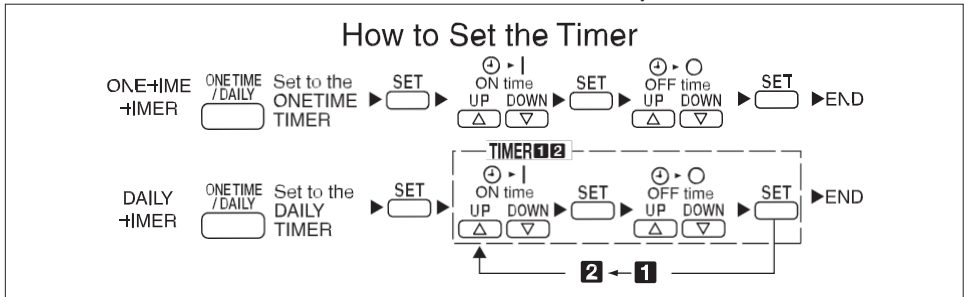 How to Set the Timer
ONE-TIME
TIMER
ONETIME
/DAILY
Set to the
ONETIME
TIMER
SET
ON time
UP DOWN
SET
OFF time
UP DOWN
SET
END
DAILY
TIMER
ONETIME
/DAILY
Set to the
DAILY
TIMER
SET
TIMER 1 2
ON time
UP DOWN
SET
OFF time
UP DOWN
SET
END
2 ← 1